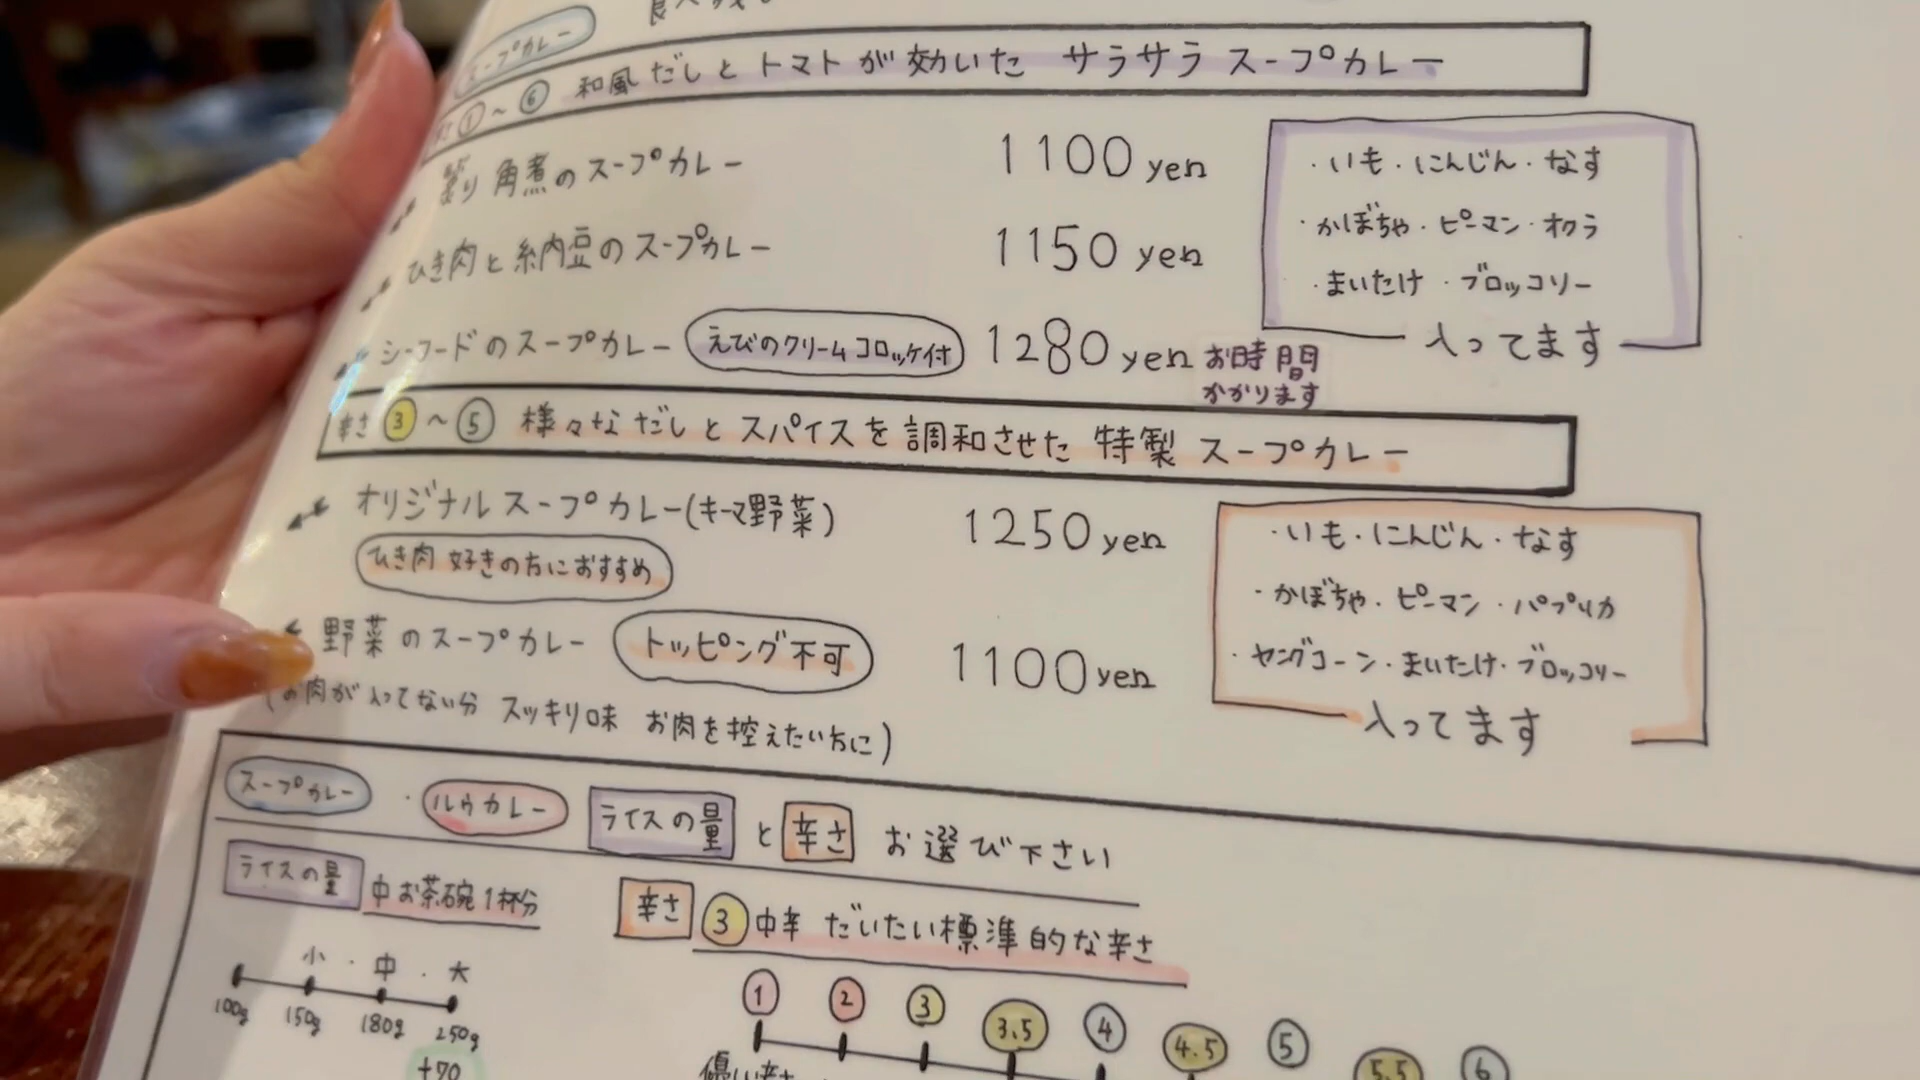 スープカレー
辛さ ① ~ ⑥ 和風だしとトマトが効いた サラサラ スープカレー
角煮のスープカレー 1100 yen
ひき肉と納豆のスープカレー 1150 yen
シーフードのスープカレー えびのクリームコロッケ付 1280 yen お時間かかります
・いも・にんじん・なす
・かぼちゃ・ピーマン・オクラ
・まいたけ・ブロッコリー
入ってます
辛さ ③ ~ ⑤ 様々なだしとスパイスを調和させた 特製 スープカレー
オリジナルスープカレー(キーマ野菜) 1250 yen
ひき肉好きの方におすすめ
野菜のスープカレー トッピング不可 1100 yen
(お肉が入ってない分 スッキリ味 お肉を控えたい方に)
・いも・にんじん・なす
・かぼちゃ・ピーマン・パプリカ
・ヤングコーン・まいたけ・ブロッコリー
入ってます
スープカレー ・ ルゥカレー ライスの量 と 辛さ お選び下さい
ライスの量 中お茶碗1杯分
小・中・大
100g 150g 180g 250g
+70
辛さ ③ 中辛 だいたい標準的な辛さ
1 2 3 3.5 4 4.5 5 5.5 6